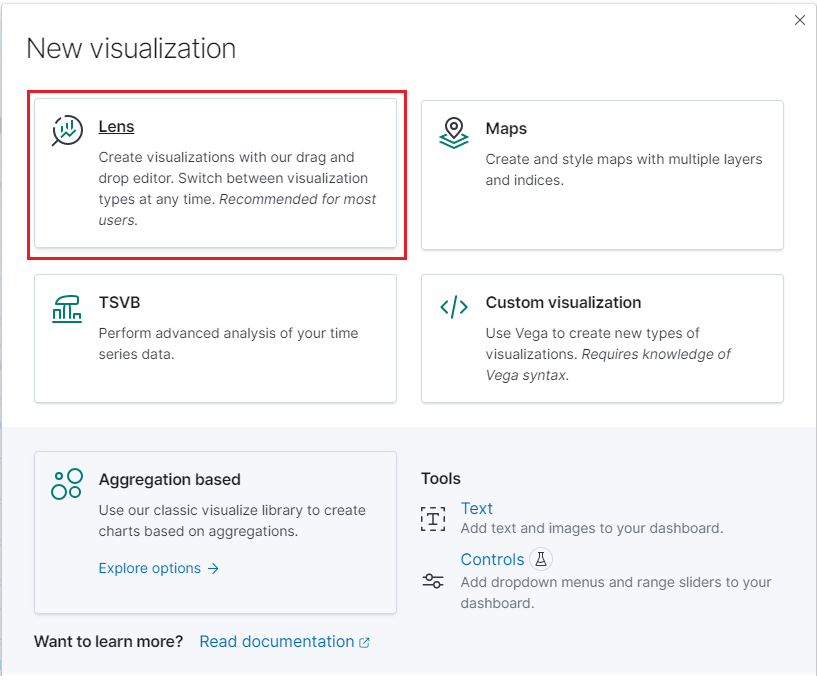 New visualization
Lens
Create visualizations with our drag and
drop editor. Switch between visualization
types at any time. Recommended for most
users.
Maps
Create and style maps with multiple layers
and indices.
TSVB
Perform advanced analysis of your time
series data.
Custom visualization
Use Vega to create new types of
visualizations. Requires knowledge of
Vega syntax.
Aggregation based
Use our classic visualize library to create
charts based on aggregations.
Explore options
Tools
Text
Add text and images to your dashboard.
Controls
Add dropdown menus and range sliders to your
dashboard.
Want to learn more? Read documentation